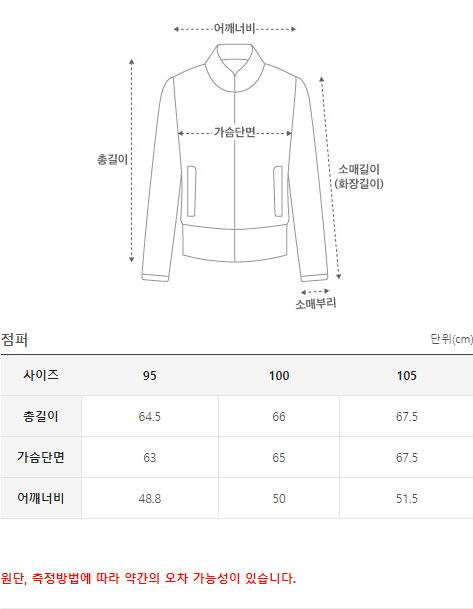 어깨너비
가슴단면
총길이
소매길이
(화장길이)
소매부리
점퍼 단위(cm)
사이즈 95 100 105
총길이 64.5 66 67.5
가슴단면 63 65 67.5
어깨너비 48.8 50 51.5
원단, 측정방법에 따라 약간의 오차 가능성이 있습니다.